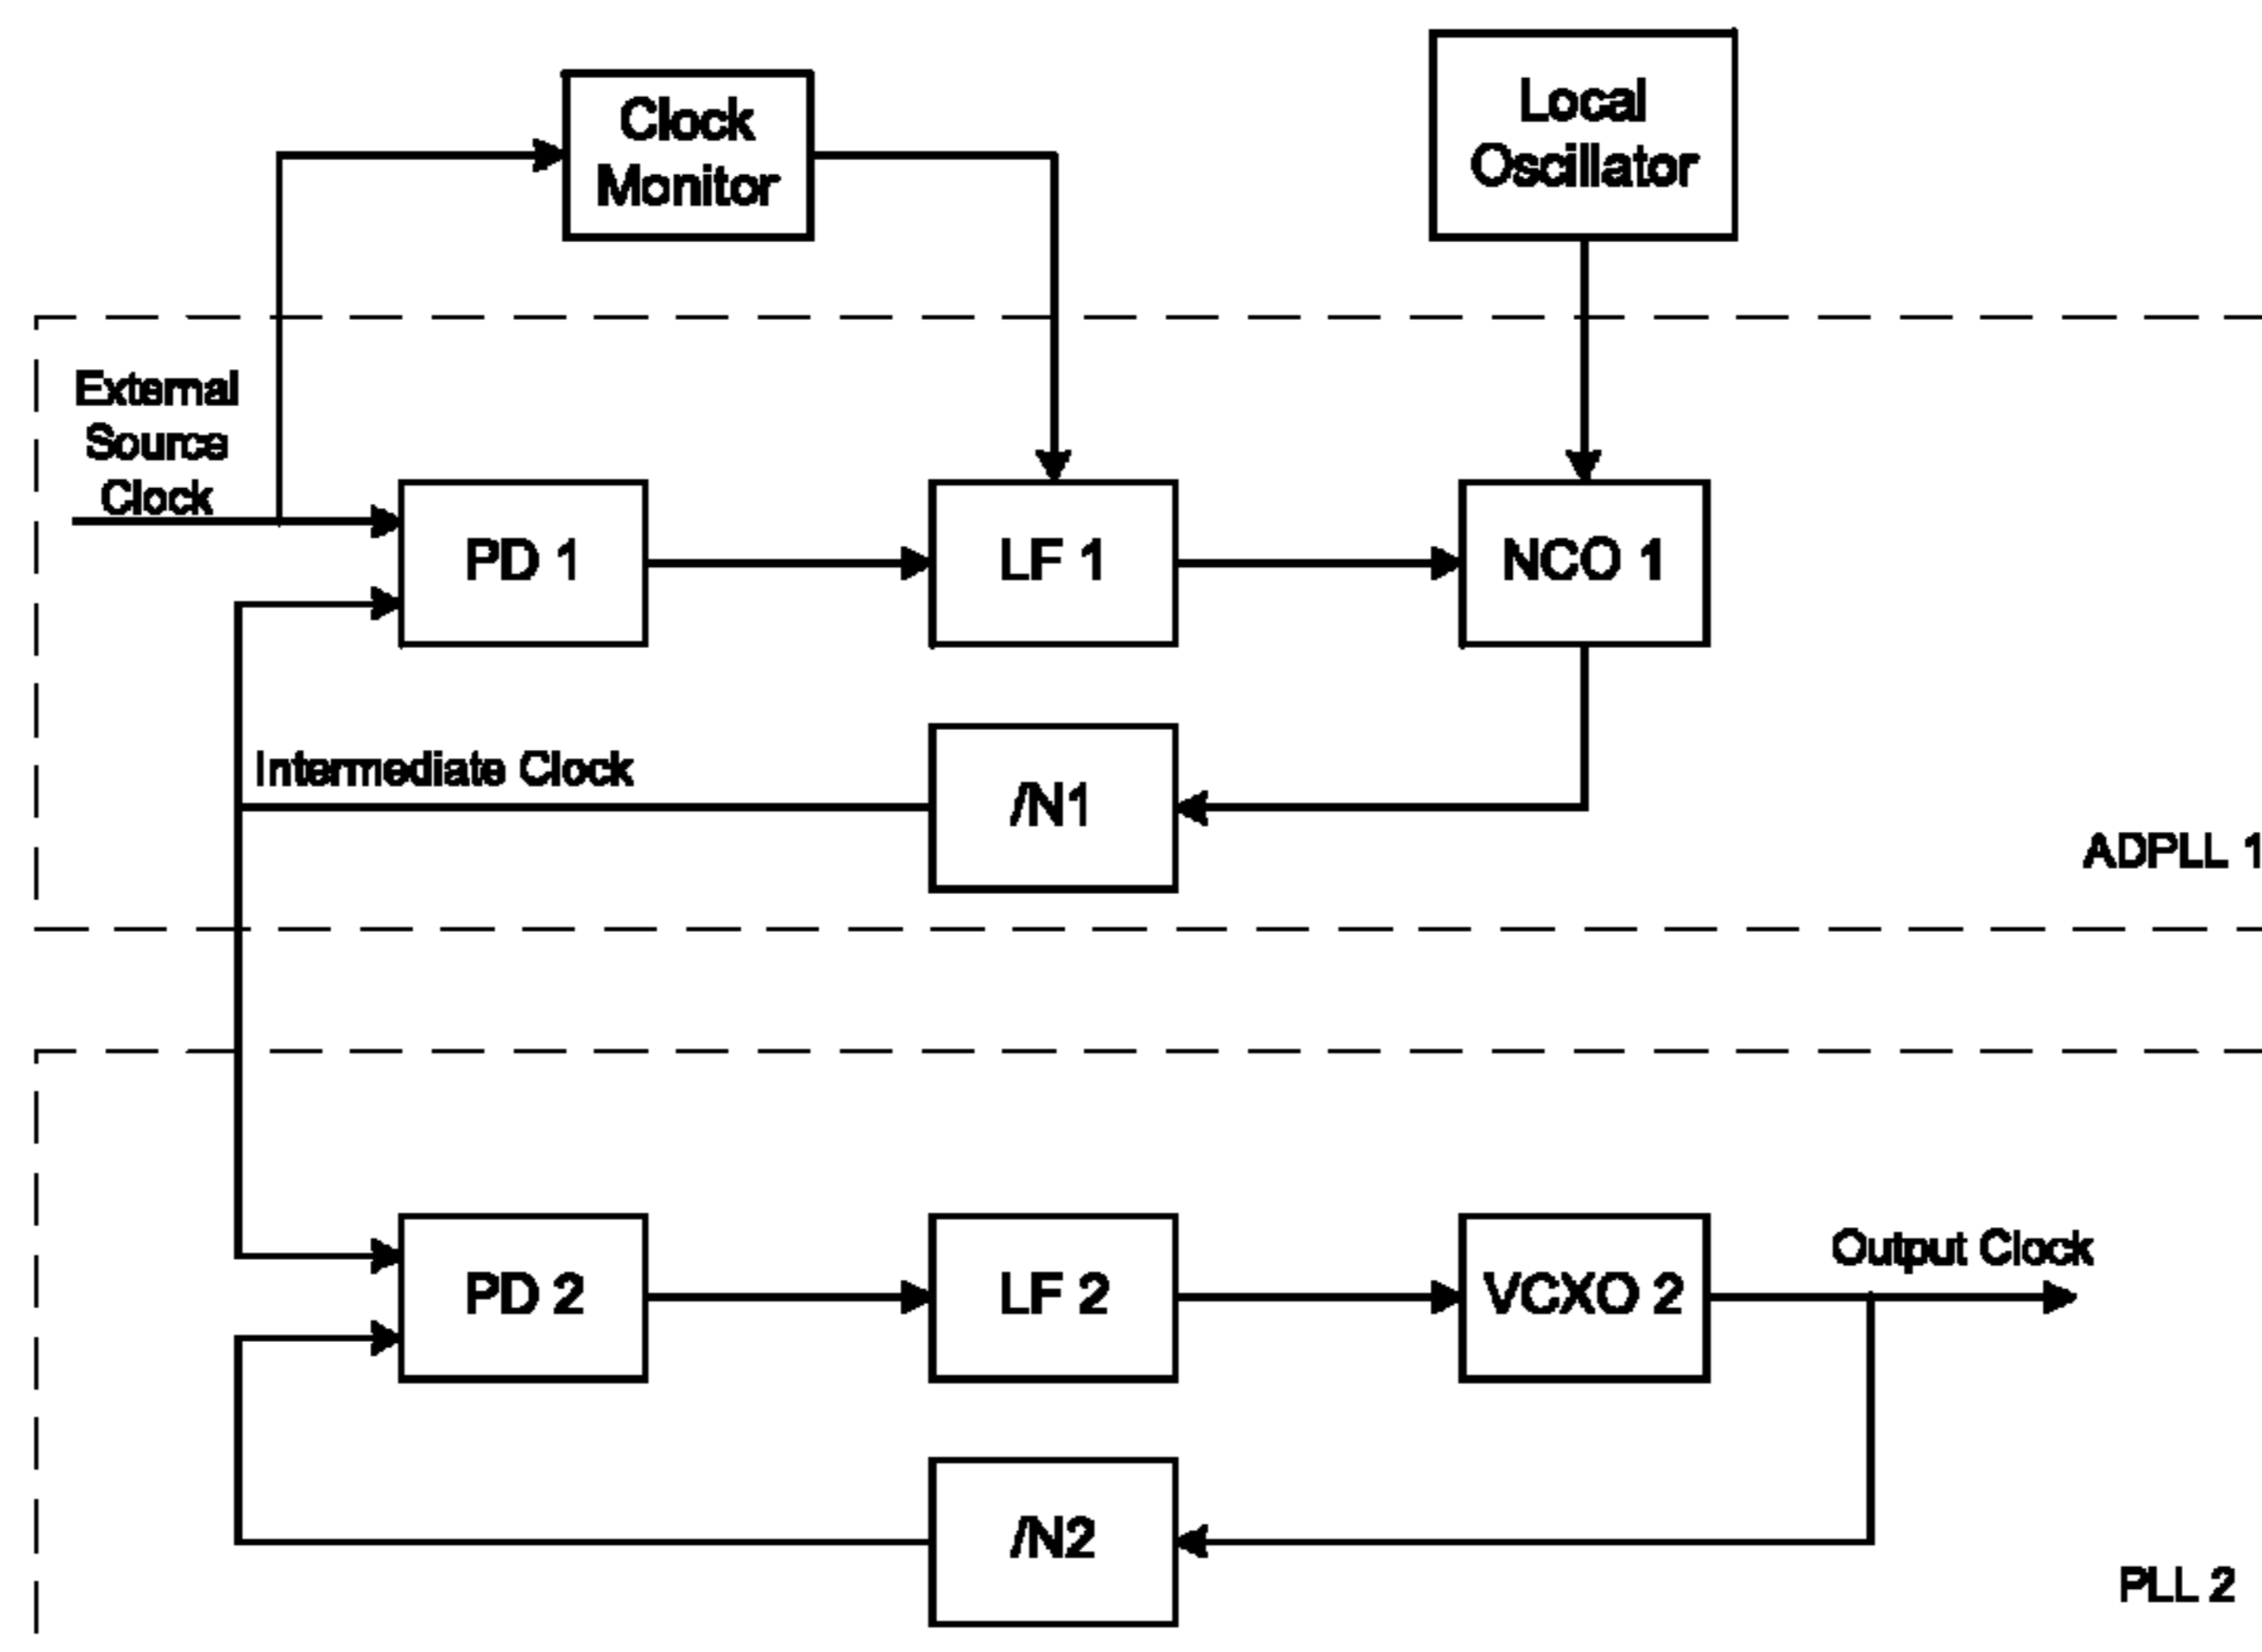 Clock
Monitor
Local
Oscillator
External
Source
Clock
PD 1
LF 1
NCO 1
Intermediate Clock
/N1
ADPLL 1
PD 2
LF 2
VCXO 2
Output Clock
/N2
PLL 2